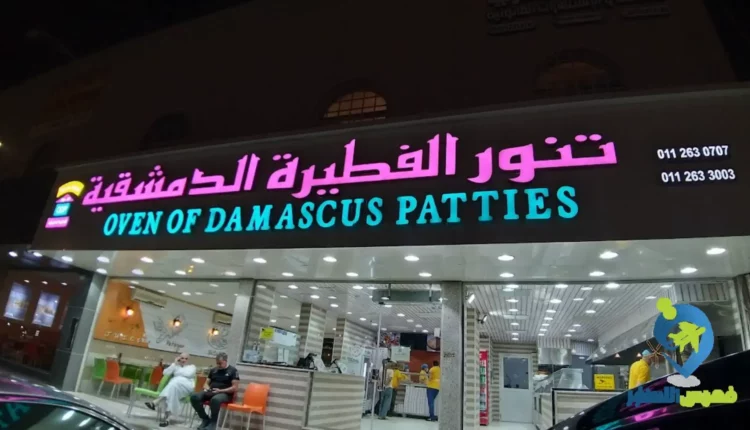 تنور الفطيرة الدمشقية
OVEN OF DAMASCUS PATTIES
011 263 0707
011 263 3003